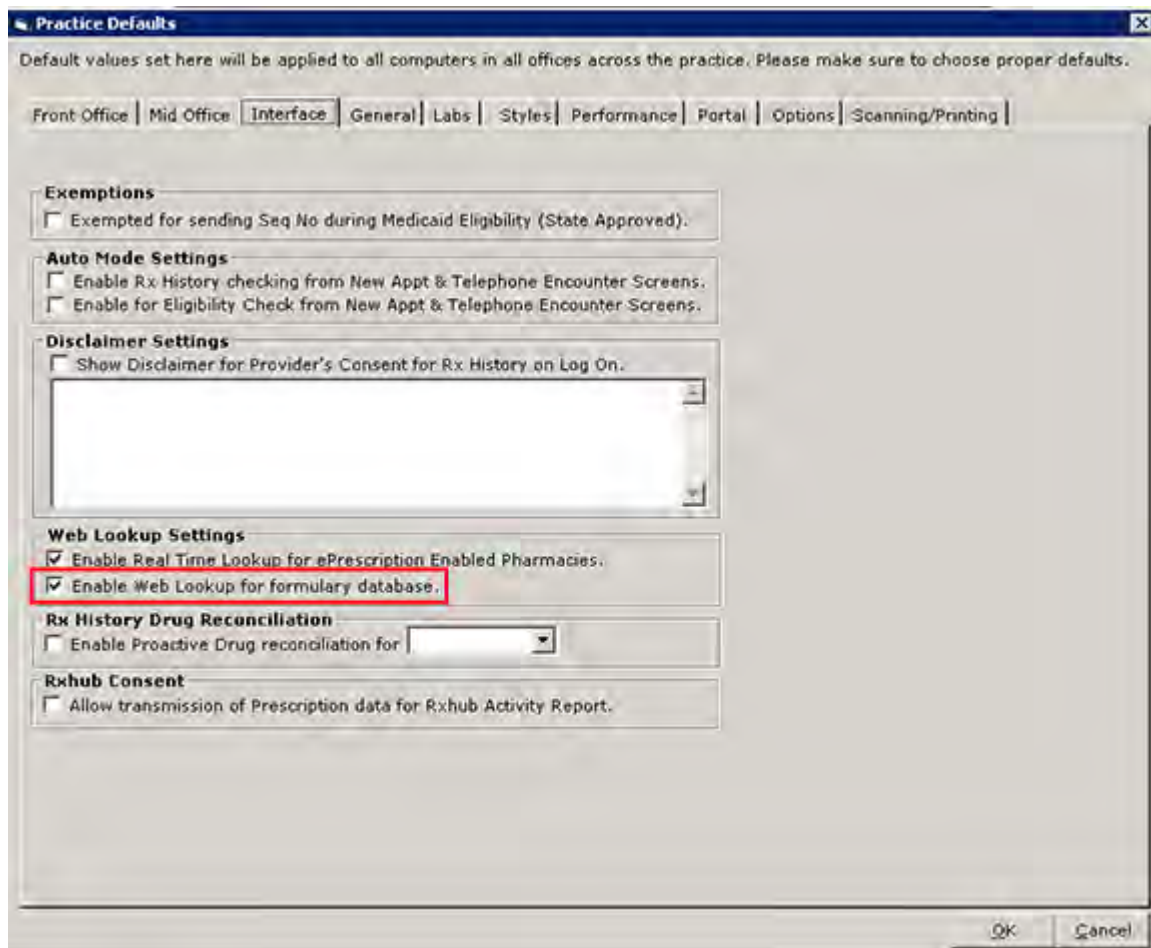 Practice Defaults
Default values set here will be applied to all computers in all offices across the practice. Please make sure to choose proper defaults.
Front Office Mid Office Interface General Labs Styles Performance Portal Options Scanning/Printing
Exemptions
Exempted for sending Seq No during Medicaid Eligibility (State Approved).
Auto Mode Settings
Enable Rx History checking from New Appt & Telephone Encounter Screens.
Enable for Eligibility Check from New Appt & Telephone Encounter Screens.
Disclaimer Settings
Show Disclaimer for Provider's Consent for Rx History on Log On.
Web Lookup Settings
Enable Real Time Lookup for ePrescription Enabled Pharmacies.
Enable Web Lookup for formulary database.
Rx History Drug Reconciliation
Enable Proactive Drug reconciliation for
Rxhub Consent
Allow transmission of Prescription data for Rxhub Activity Report.
OK Cancel